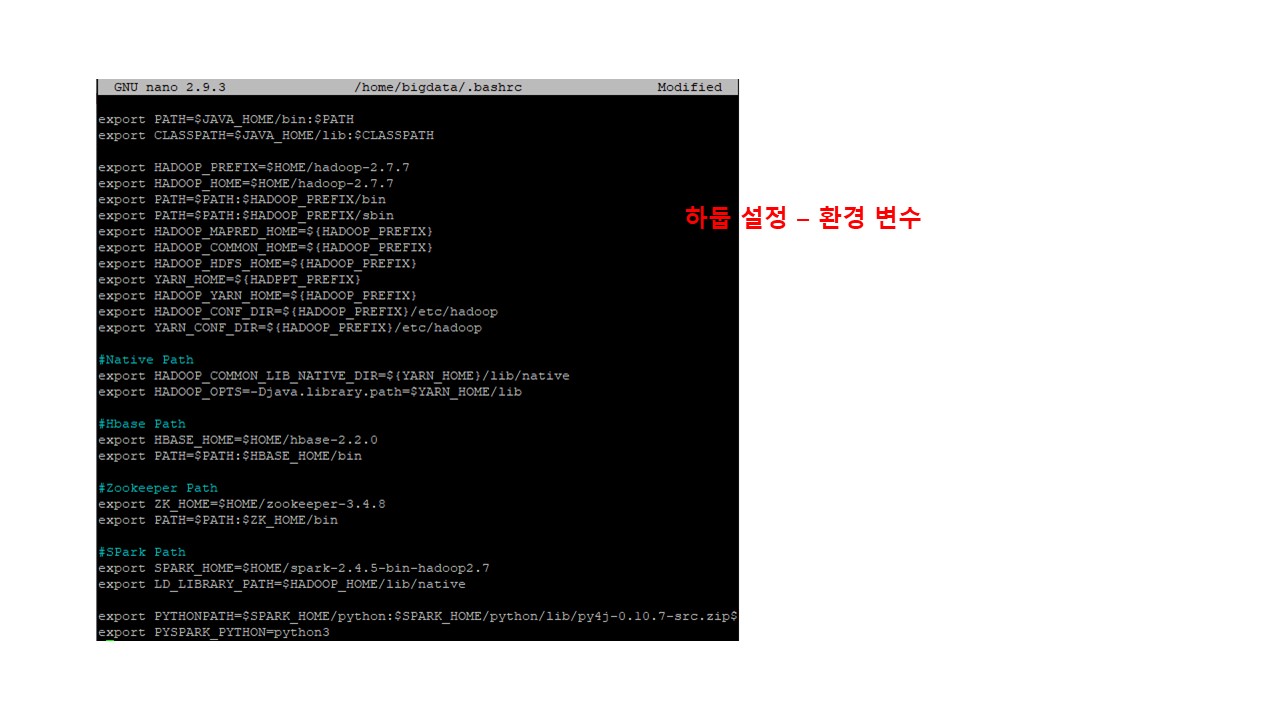 GNU nano 2.9.3 /home/bigdata/.bashrc Modified
export PATH=$JAVA_HOME/bin:$PATH
export CLASSPATH=$JAVA_HOME/lib:$CLASSPATH
export HADOOP_PREFIX=$HOME/hadoop-2.7.7
export HADOOP_HOME=$HOME/hadoop-2.7.7
export PATH=$PATH:$HADOOP_PREFIX/bin
export PATH=$PATH:$HADOOP_PREFIX/sbin
하둡 설정 – 환경 변수
export HADOOP_MAPRED_HOME=${HADOOP_PREFIX}
export HADOOP_COMMON_HOME=${HADOOP_PREFIX}
export HADOOP_HDFS_HOME=${HADOOP_PREFIX}
export YARN_HOME=${HADPPT_PREFIX}
export HADOOP_YARN_HOME=${HADOOP_PREFIX}
export HADOOP_CONF_DIR=${HADOOP_PREFIX}/etc/hadoop
export YARN_CONF_DIR=${HADOOP_PREFIX}/etc/hadoop
#Native Path
export HADOOP_COMMON_LIB_NATIVE_DIR=${YARN_HOME}/lib/native
export HADOOP_OPTS=-Djava.library.path=$YARN_HOME/lib
#Hbase Path
export HBASE_HOME=$HOME/hbase-2.2.0
export PATH=$PATH:$HBASE_HOME/bin
#Zookeeper Path
export ZK_HOME=$HOME/zookeeper-3.4.8
export PATH=$PATH:$ZK_HOME/bin
#SPark Path
export SPARK_HOME=$HOME/spark-2.4.5-bin-hadoop2.7
export LD_LIBRARY_PATH=$HADOOP_HOME/lib/native
export PYTHONPATH=$SPARK_HOME/python:$SPARK_HOME/python/lib/py4j-0.10.7-src.zip$
export PYSPARK_PYTHON=python3